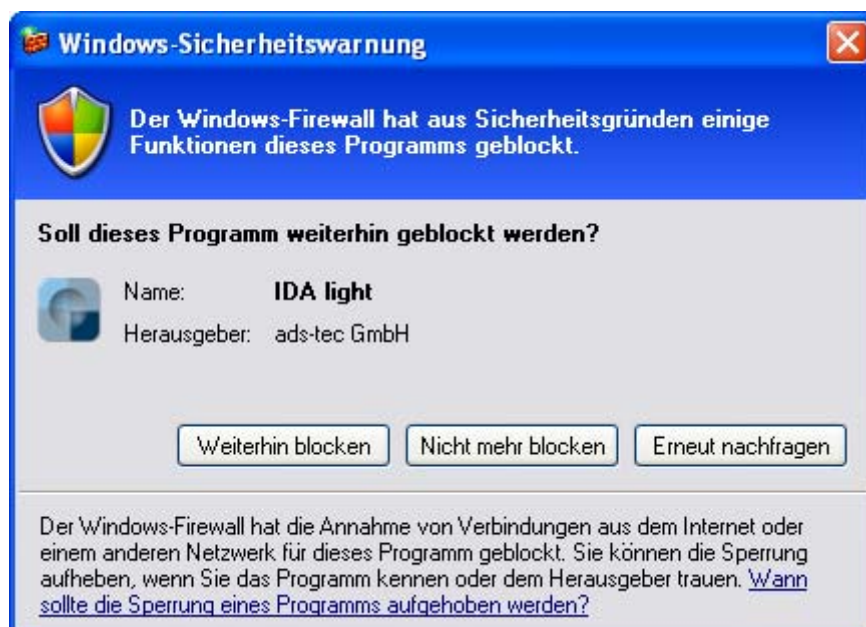 Windows-Sicherheitswarnung
Der Windows-Firewall hat aus Sicherheitsgründen einige
Funktionen dieses Programms geblockt.
Soll dieses Programm weiterhin geblockt werden?
Name: IDA light
Herausgeber: ads-tec GmbH
Weiterhin blocken Nicht mehr blocken Erneut nachfragen
Der Windows-Firewall hat die Annahme von Verbindungen aus dem Internet oder
einem anderen Netzwerk für dieses Programm geblockt. Sie können die Sperrung
aufheben, wenn Sie das Programm kennen oder dem Herausgeber trauen. Wann
sollte die Sperrung eines Programms aufgehoben werden?